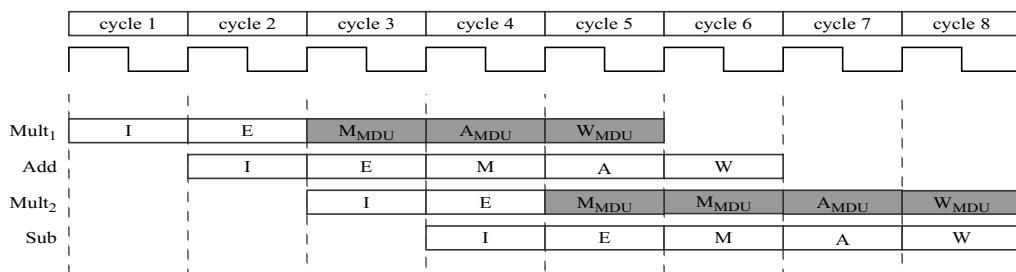 cycle 1 cycle 2 cycle 3 cycle 4 cycle 5 cycle 6 cycle 7 cycle 8
Mult1 I E MMDU AMDU WMDU
Add I E M A W
Mult2 I E MMDU MMDU AMDU WMDU
Sub I E M A W